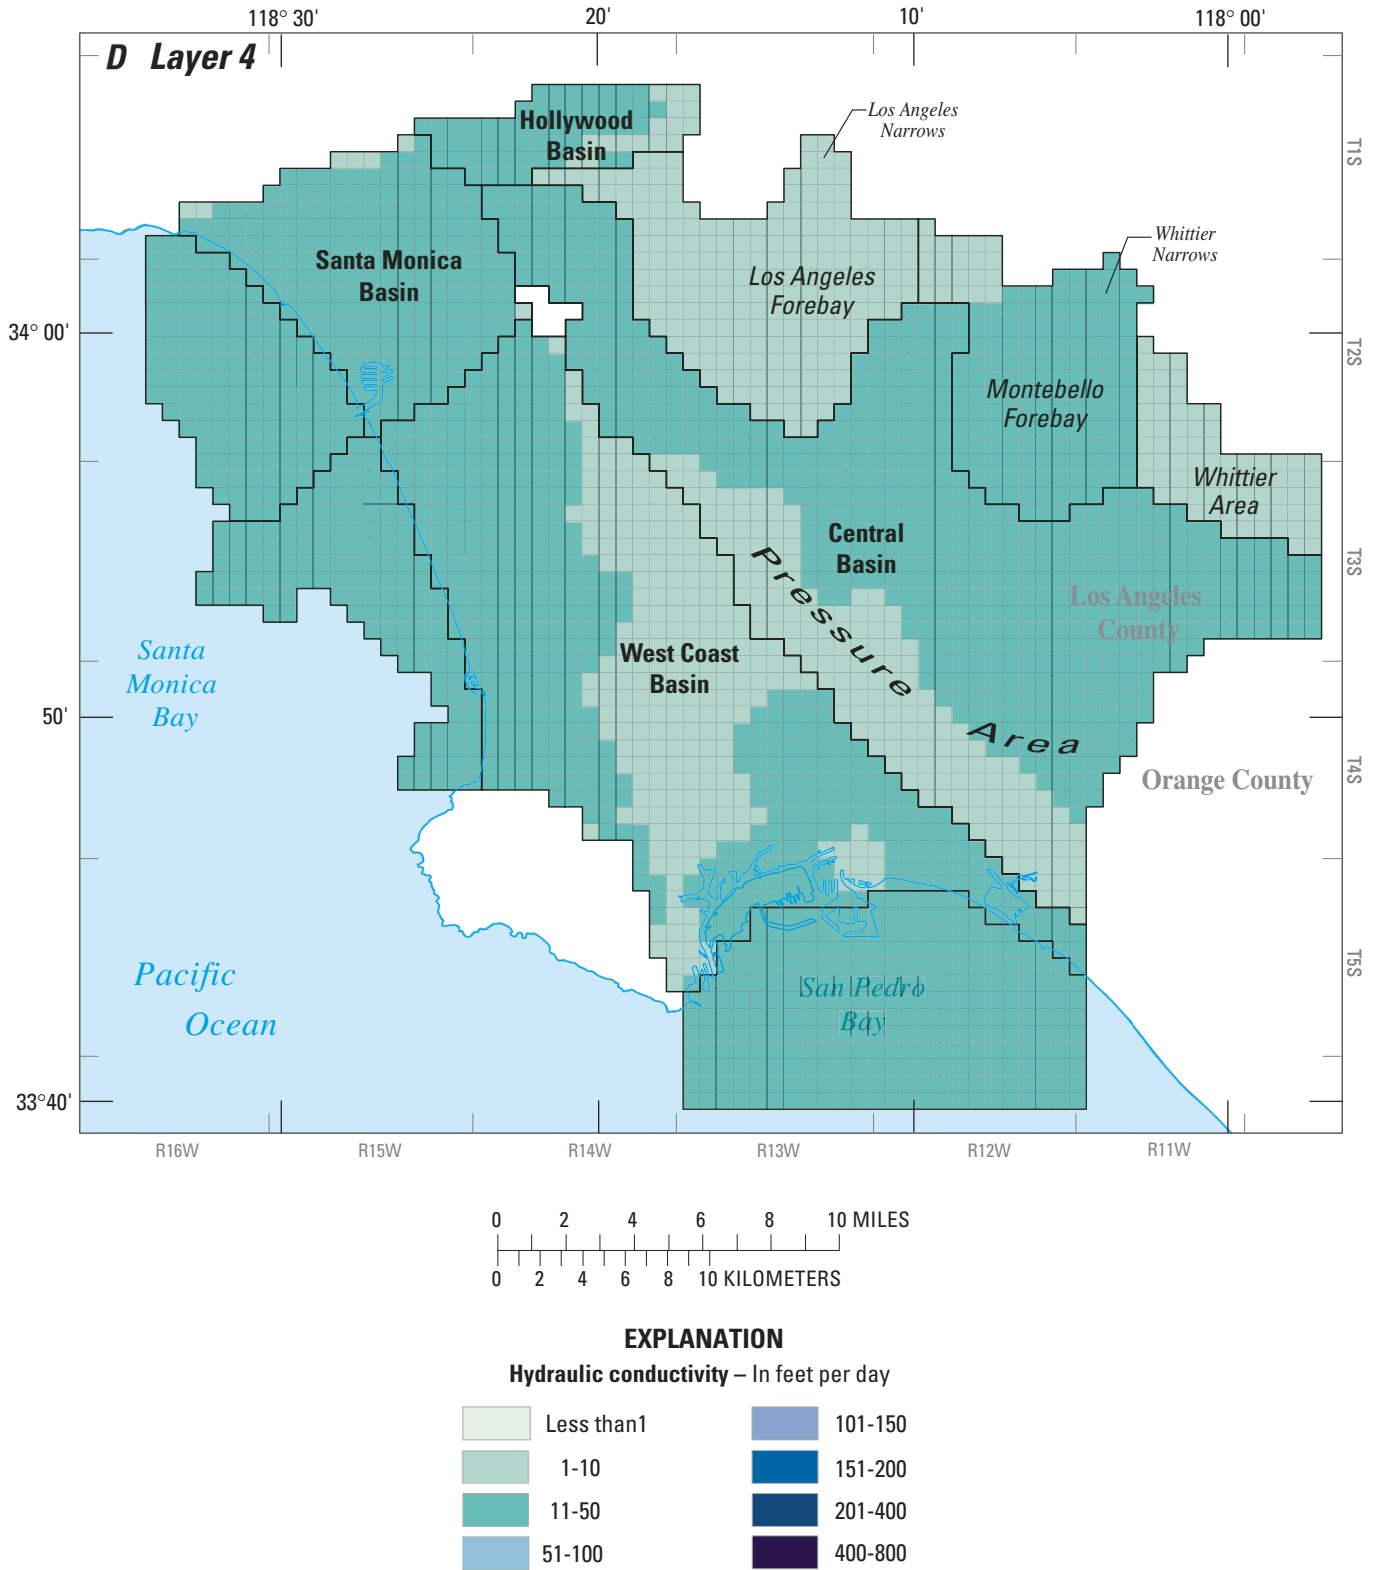 118° 30'
20'
10'
118° 00'
D Layer 4
Hollywood
Basin
Los Angeles
Narrows
T1S
Whittier
Narrows
Santa Monica
Basin
Los Angeles
Forebay
34° 00'
T2S
Montebello
Forebay
Whittier
Area
Central
Basin
T3S
Pressure
Area
Los Angeles
County
Santa
Monica
Bay
West Coast
Basin
50'
T4S
Orange County
Pacific
Ocean
San Pedro
Bay
T5S
33°40'
R16W
R15W
R14W
R13W
R12W
R11W
0 2 4 6 8 10 MILES
0 2 4 6 8 10 KILOMETERS
EXPLANATION
Hydraulic conductivity – In feet per day
Less than1
1-10
11-50
51-100
101-150
151-200
201-400
400-800